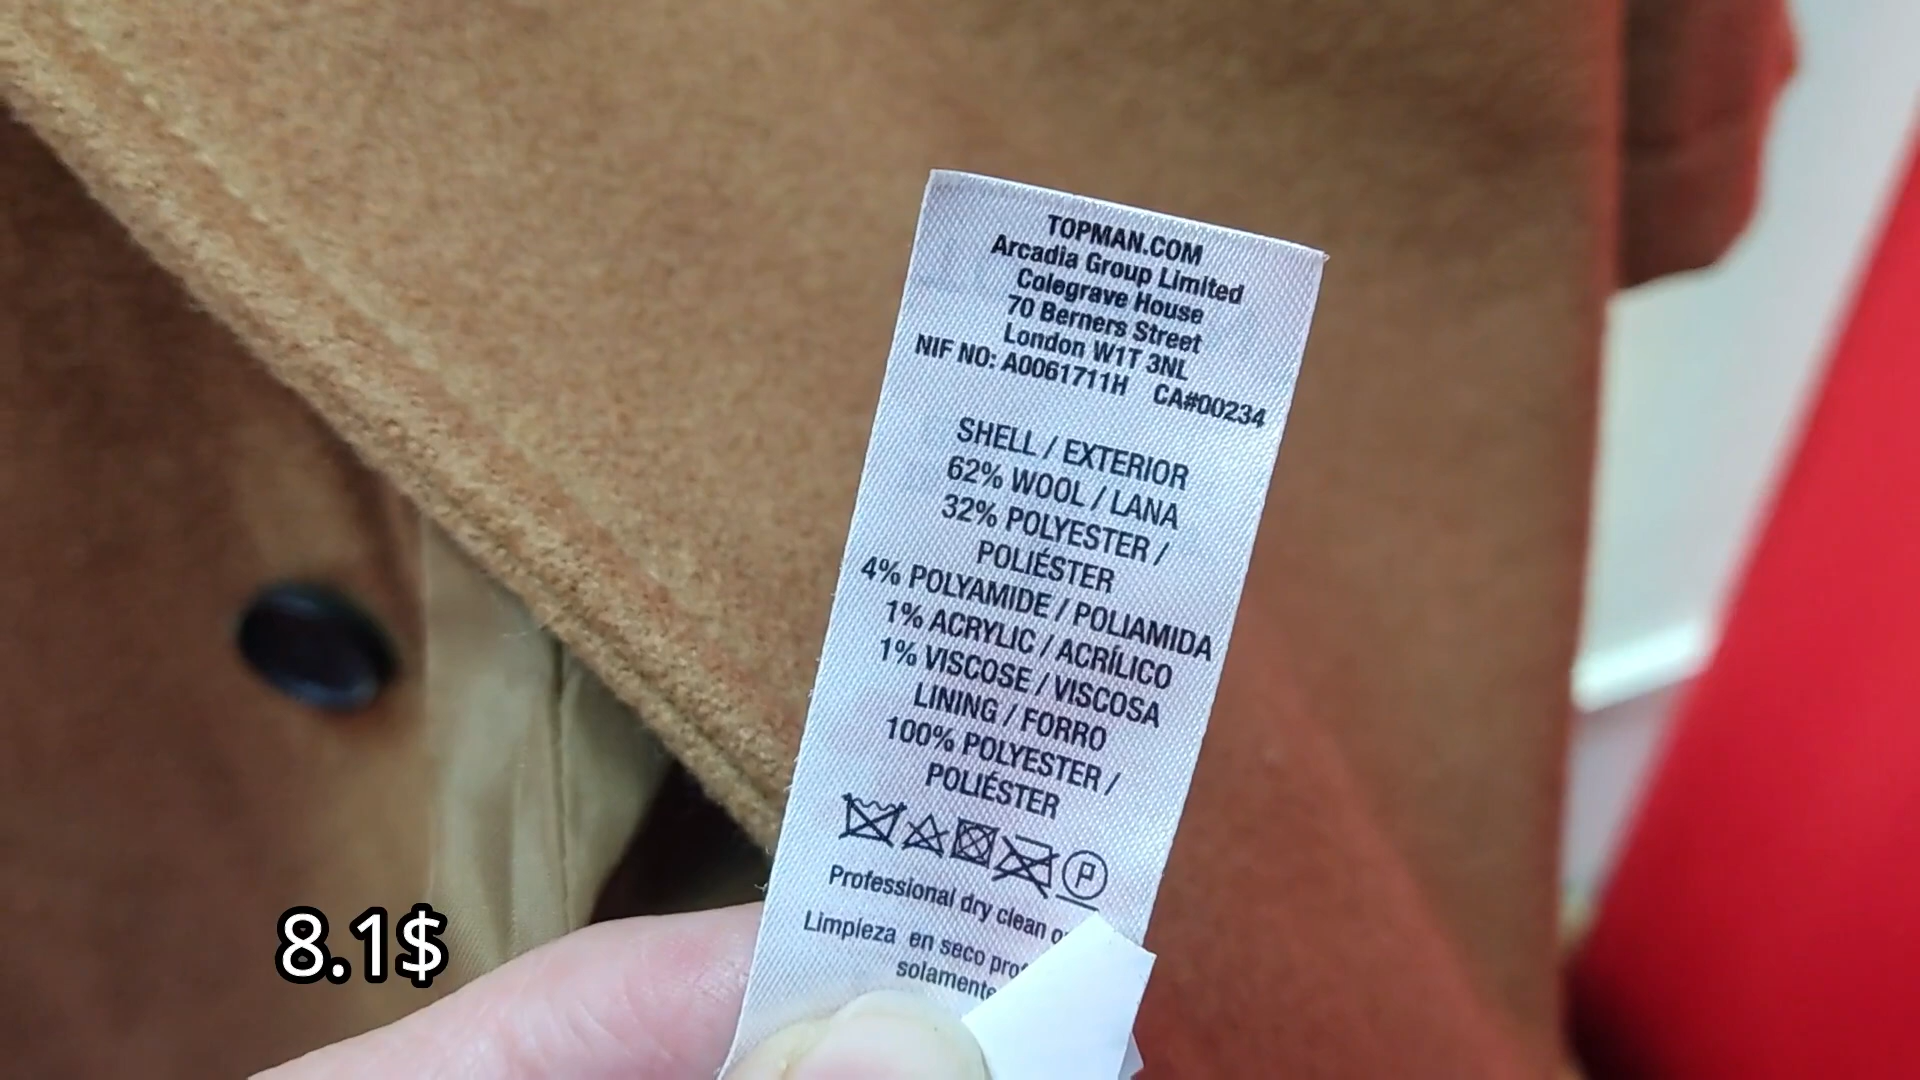 TOPMAN.COM
Arcadia Group Limited
Colegrave House
70 Berners Street
London W1T 3NL
NIF NO: A0061711H CA#00234
SHELL / EXTERIOR
62% WOOL / LANA
32% POLYESTER /
POLIÉSTER
4% POLYAMIDE / POLIAMIDA
1% ACRYLIC / ACRÍLICO
1% VISCOSE / VISCOSA
LINING / FORRO
100% POLYESTER /
POLIÉSTER
P
Professional dry clean
Limpieza en seco
solamente
8.1$